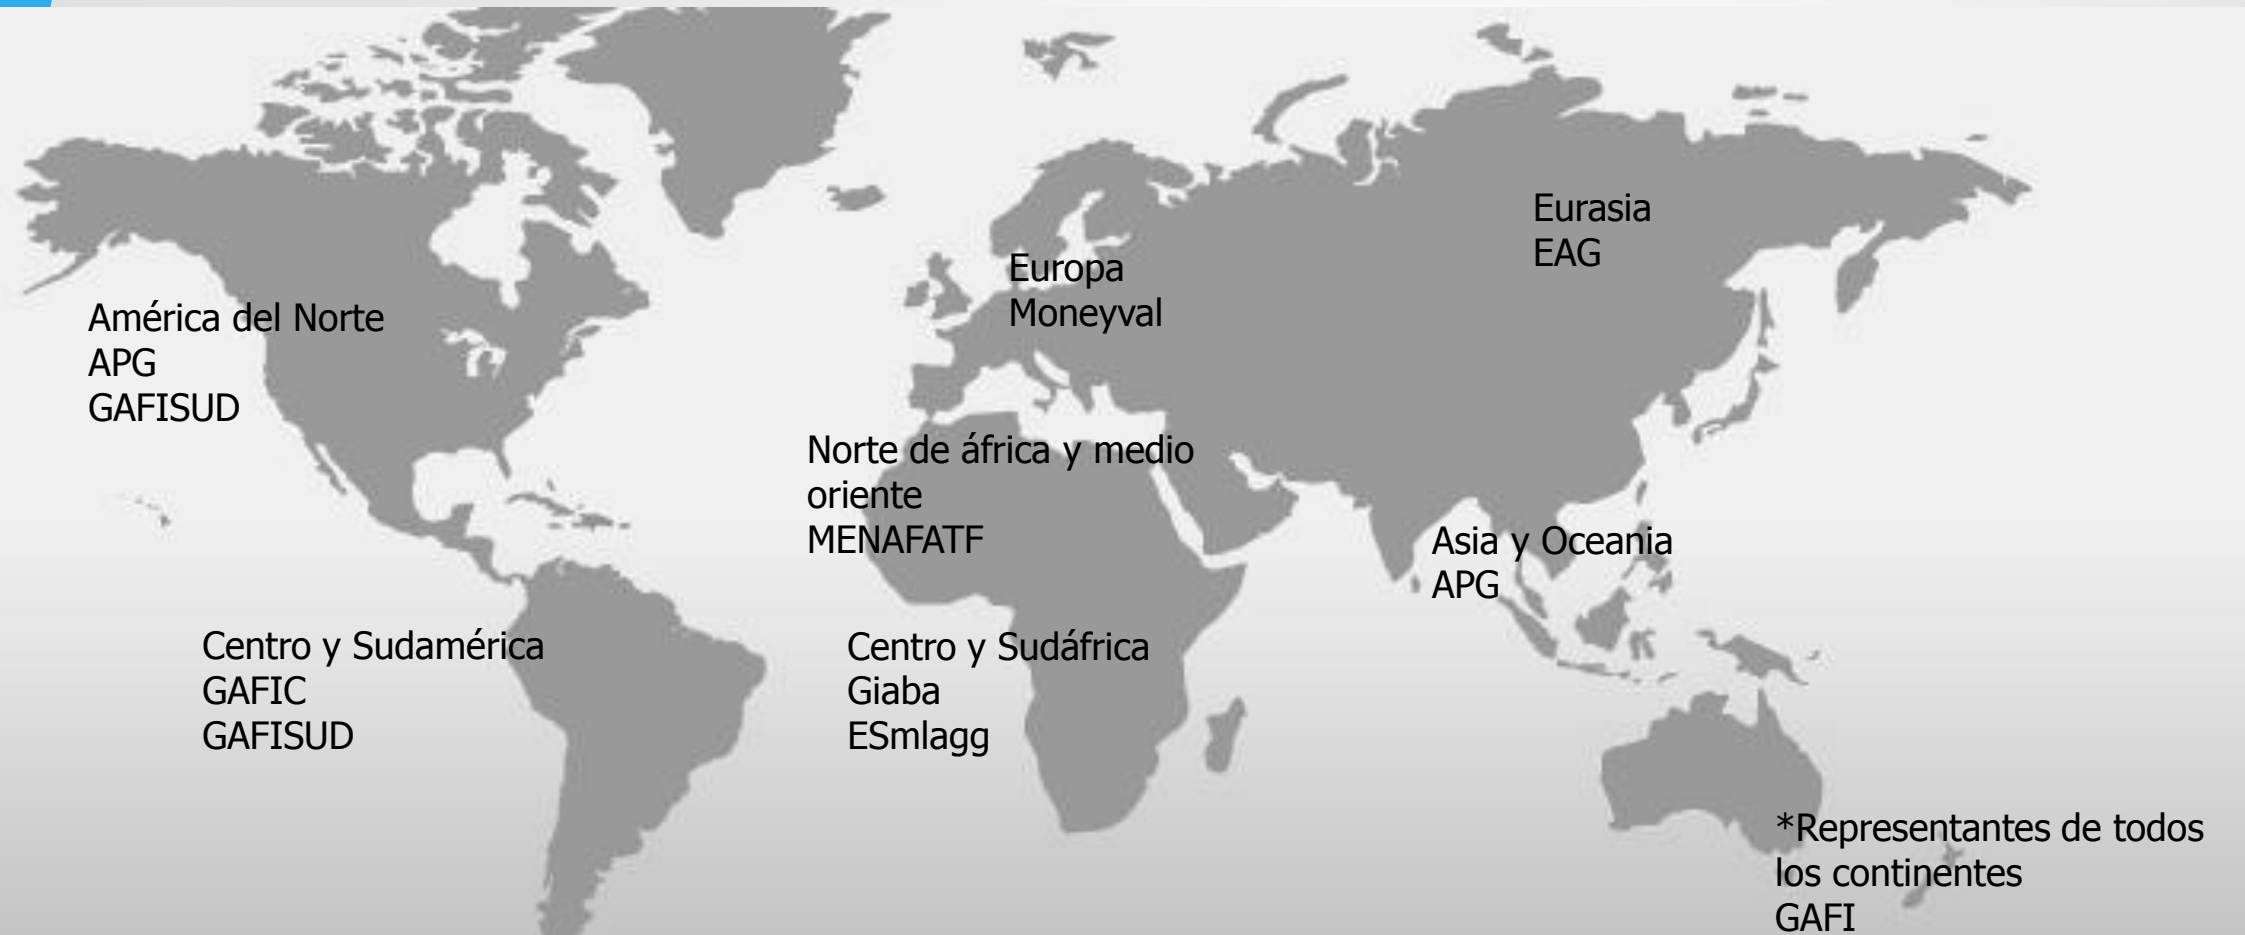 Eurasia
EAG
Europa
Moneyval
América del Norte
APG
GAFISUD
Norte de áfrica y medio
oriente
MENAFATF
Asia y Oceania
APG
Centro y Sudamérica
GAFIC
GAFISUD
Centro y Sudáfrica
Giaba
ESmlagg
*Representantes de todos
los continentes
GAFI